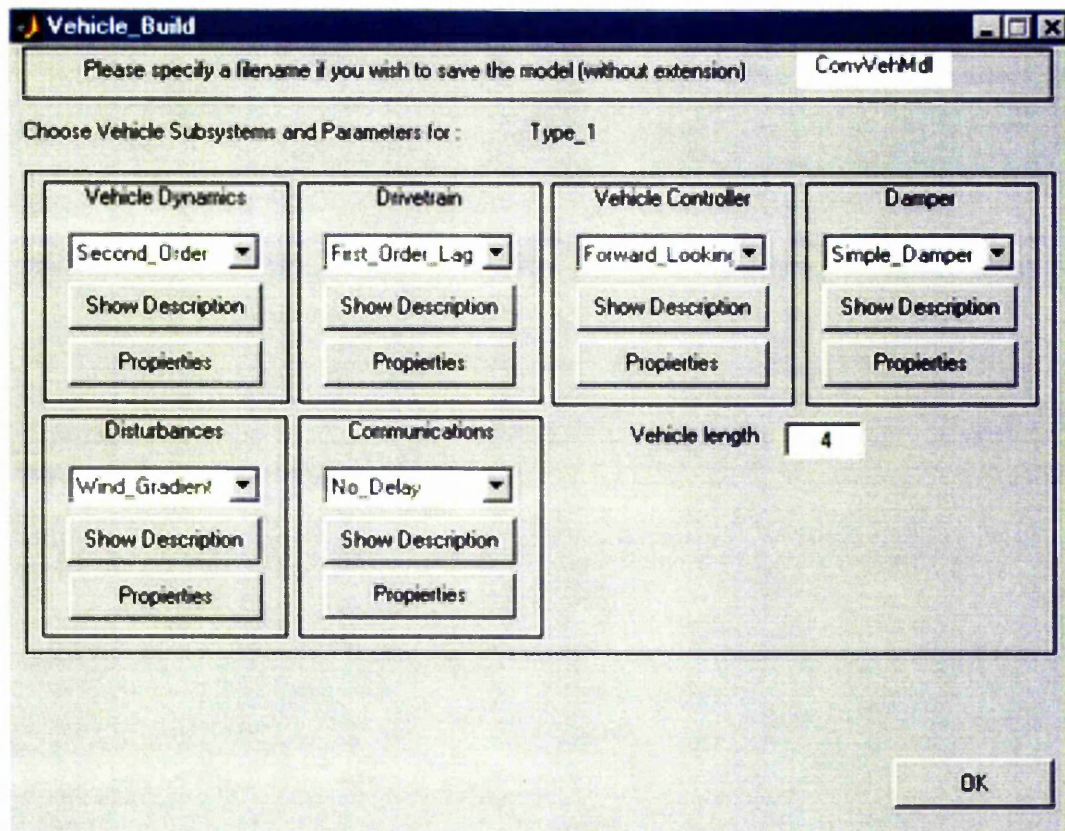 Vehicle_Build
Please specify a filename if you wish to save the model (without extension) ConvVehMdl
Choose Vehicle Subsystems and Parameters for : Type_1
Vehicle Dynamics Drivetrain Vehicle Controller Damper
Second_Order First_Order_Lag Forward_Looking Simple_Damper
Show Description Show Description Show Description Show Description
Propierties Propierties Propierties Propierties
Disturbances Communications Vehicle length 4
Wind_Gradient No_Delay
Show Description Show Description
Propierties Propierties
OK